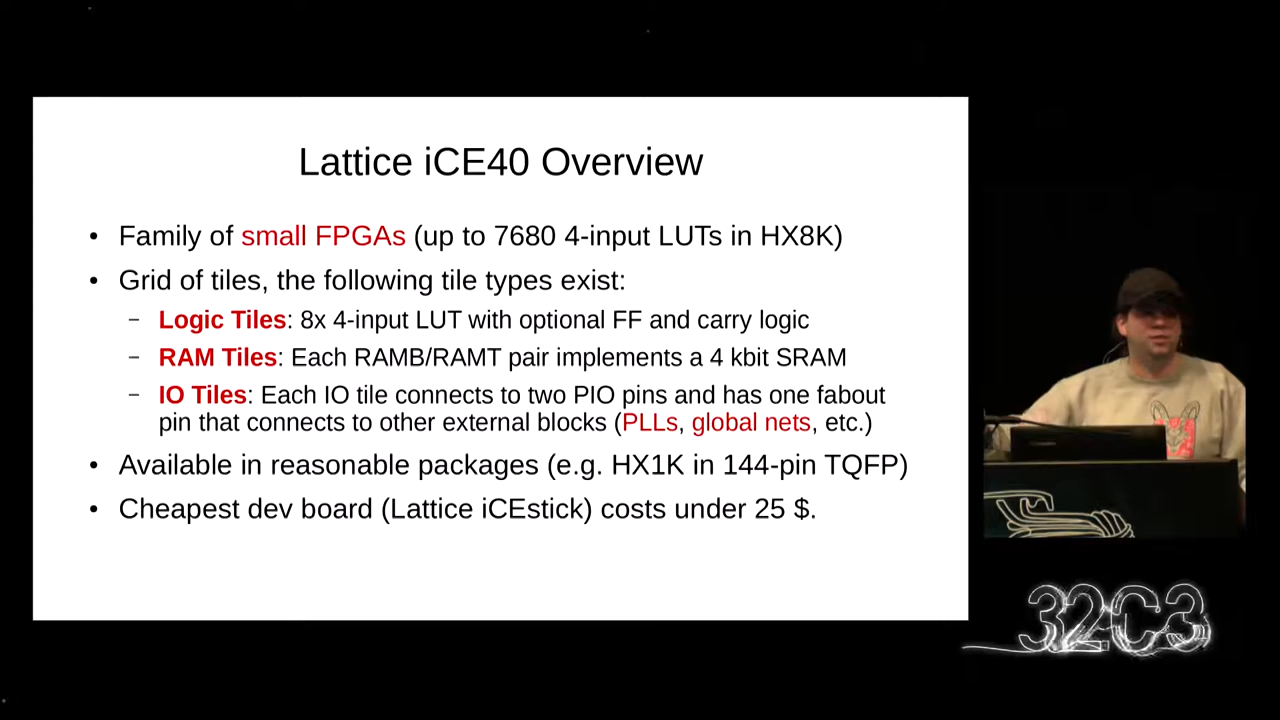 Lattice iCE40 Overview
• Family of small FPGAs (up to 7680 4-input LUTs in HX8K)
• Grid of tiles, the following tile types exist:
– Logic Tiles: 8x 4-input LUT with optional FF and carry logic
– RAM Tiles: Each RAMB/RAMT pair implements a 4 kbit SRAM
– IO Tiles: Each IO tile connects to two PIO pins and has one fabout
pin that connects to other external blocks (PLLs, global nets, etc.)
• Available in reasonable packages (e.g. HX1K in 144-pin TQFP)
• Cheapest dev board (Lattice iCEstick) costs under 25 $.
32C3